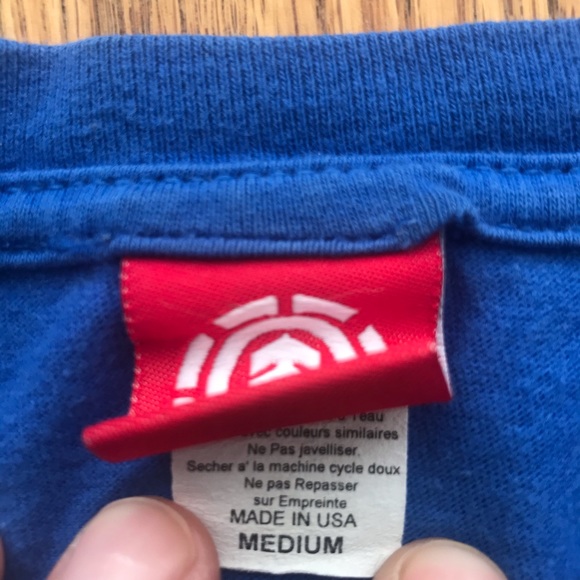 l'eau
avec couleurs similaires
Ne Pas javelliser.
Secher a' la machine cycle doux
Ne pas Repasser
sur Empreinte
MADE IN USA
MEDIUM